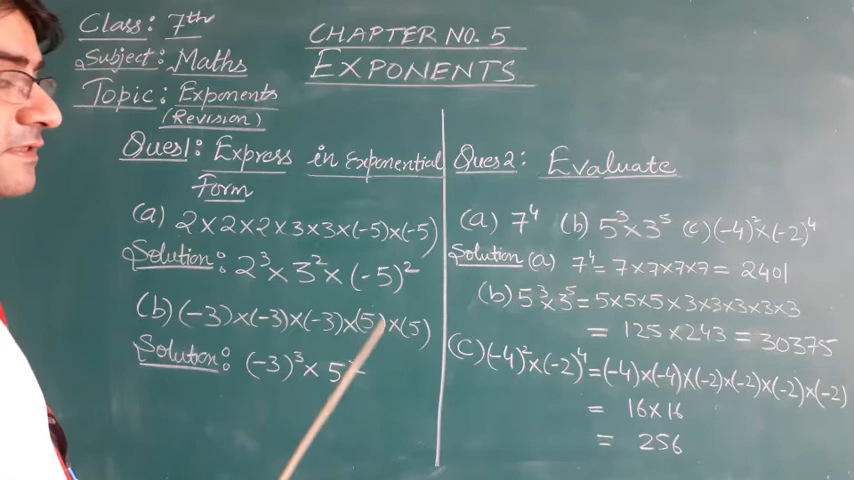 Class: 7th
Subject: Maths
Topic: Exponents
(Revision)
CHAPTER NO. 5
EXPONENTS
Ques1: Express in Exponential
Form
(a) 2×2×2×3×3×(-5)×(-5)
Solution: 2³×3²×(-5)²
(b) (-3)×(-3)×(-3)×(5)×(5)
Solution: (-3)³×5²
Ques2: Evaluate
(a) 7⁴ (b) 5³×3⁵ (c) (-4)²×(-2)⁴
Solution (a) 7⁴=7×7×7×7= 2401
(b) 5³×3⁵=5×5×5×3×3×3×3×3
= 125×243 =30375
(C) (-4)²×(-2)⁴=(-4)×(-4)×(-2)×(-2)×(-2)×(-2)
= 16×16
= 256